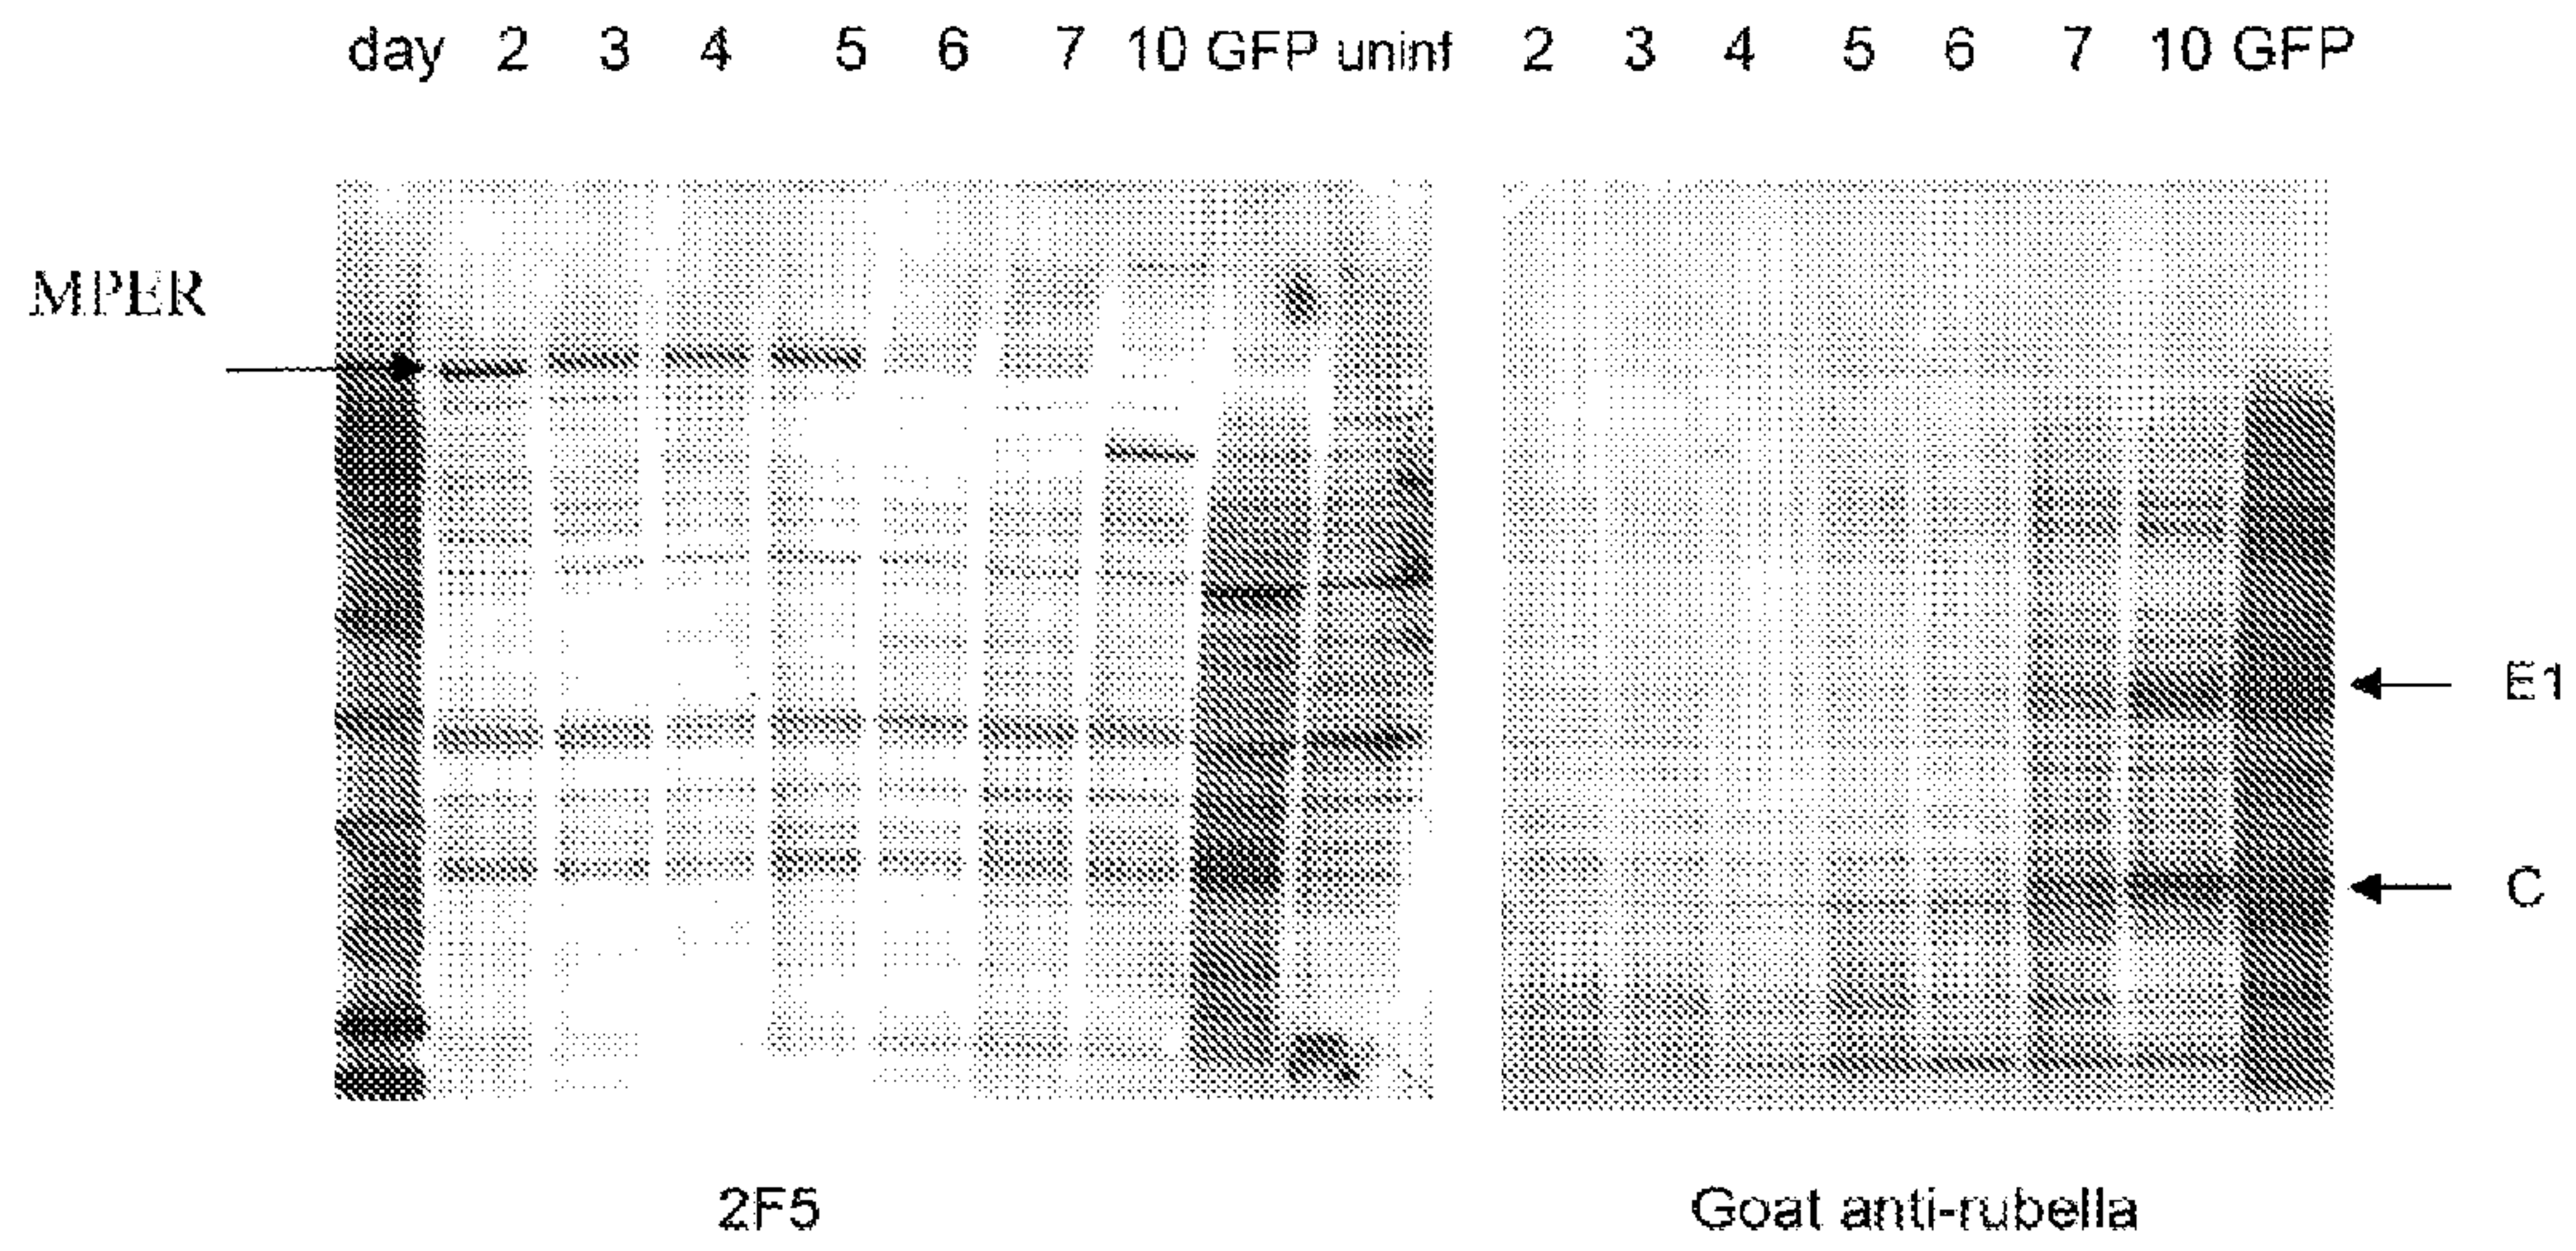 day 2 3 4 5 6 7 10 GFP uninf 2 3 4 5 6 7 10 GFP
MPER
E1
C
2F5 Goat anti-rubella